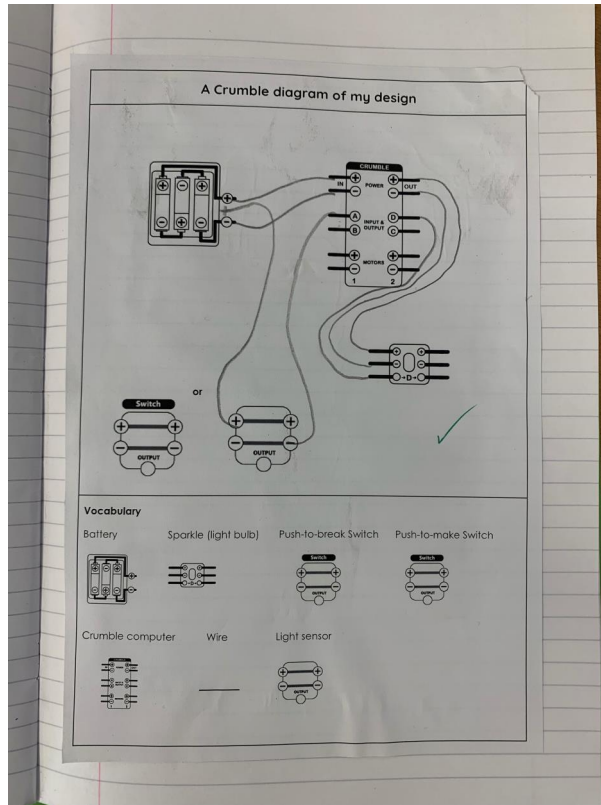 A Crumble diagram of my design
CRUMBLE
IN + POWER + OUT
− −
A INPUT & D
B OUTPUT C
+ MOTORS +
− −
1 2
+
−
+ − +
− + −
+ +
− −
D
or
Switch
+ +
− −
OUTPUT
+ +
− −
OUTPUT
Vocabulary
Battery Sparkle (light bulb) Push-to-break Switch Push-to-make Switch
Switch Switch
OUTPUT OUTPUT
Crumble computer Wire Light sensor
OUTPUT